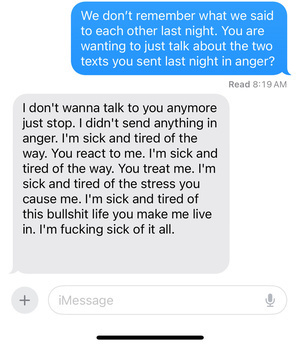 We don't remember what we said
to each other last night. You are
wanting to just talk about the two
texts you sent last night in anger?
Read 8:19 AM
I don't wanna talk to you anymore
just stop. I didn't send anything in
anger. I'm sick and tired of the
way. You react to me. I'm sick and
tired of the way. You treat me. I'm
sick and tired of the stress you
cause me. I'm sick and tired of
this bullshit life you make me live
in. I'm fucking sick of it all.
iMessage